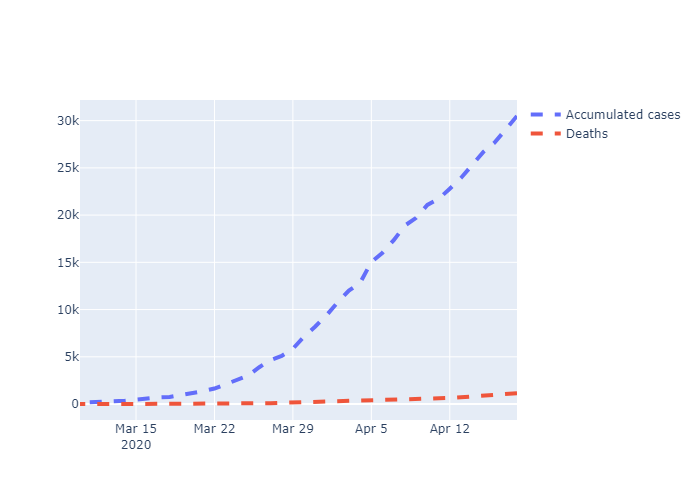 30k
25k
20k
15k
10k
5k
0
Mar 15
2020
Mar 22
Mar 29
Apr 5
Apr 12
Accumulated cases
Deaths